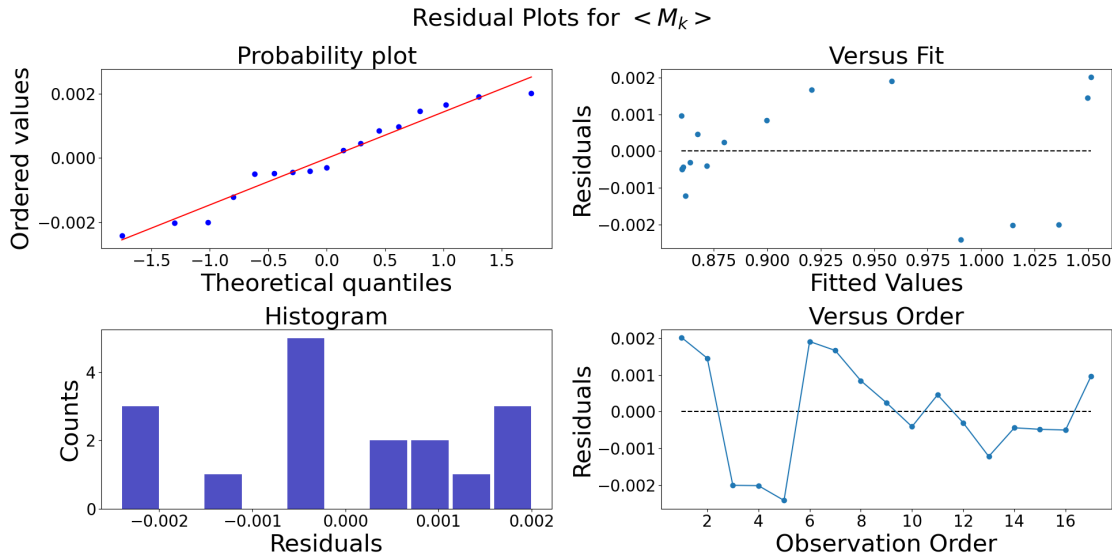 Residual Plots for < M_k >
Probability plot
Ordered values
0.002
0.000
−0.002
−1.5 −1.0 −0.5 0.0 0.5 1.0 1.5
Theoretical quantiles
Versus Fit
Residuals
0.002
0.001
0.000
−0.001
−0.002
0.875 0.900 0.925 0.950 0.975 1.000 1.025 1.050
Fitted Values
Histogram
Counts
4
2
0
−0.002 −0.001 0.000 0.001 0.002
Residuals
Versus Order
Residuals
0.002
0.001
0.000
−0.001
−0.002
2 4 6 8 10 12 14 16
Observation Order